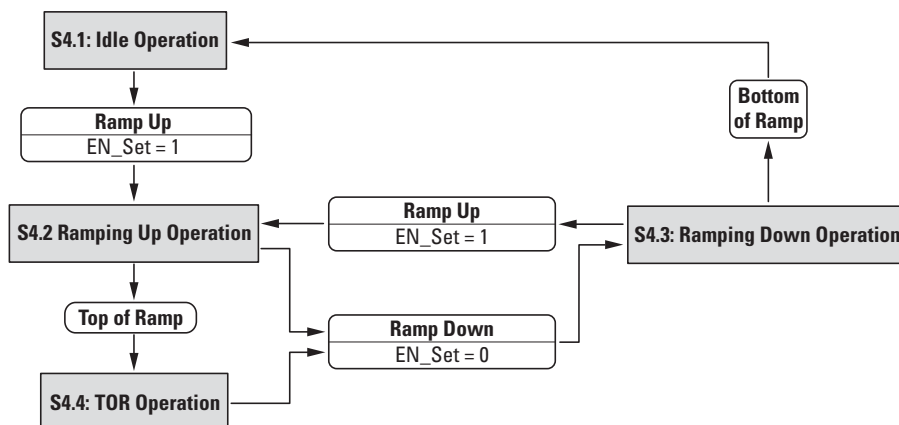 S4.1: Idle Operation
Ramp Up
EN_Set = 1
Bottom
of Ramp
S4.2 Ramping Up Operation
Ramp Up
EN_Set = 1
S4.3: Ramping Down Operation
Top of Ramp
Ramp Down
EN_Set = 0
S4.4: TOR Operation